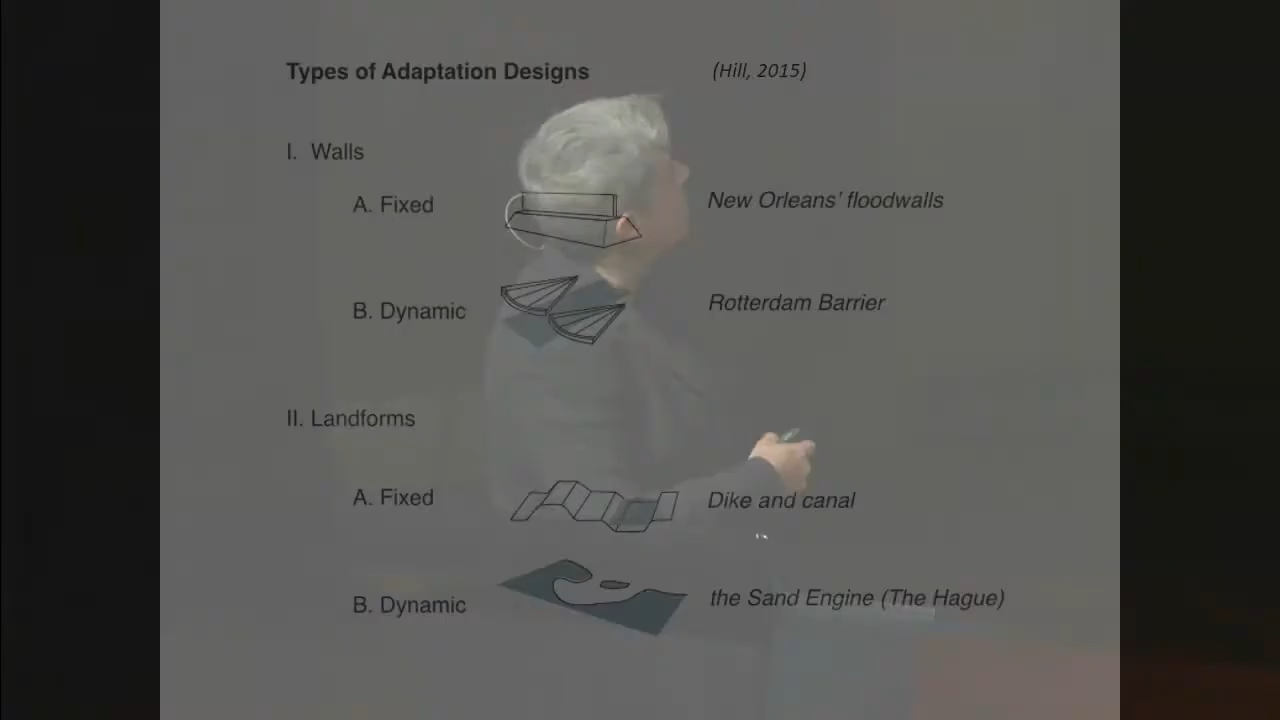 Types of Adaptation Designs (Hill, 2015)
I. Walls
A. Fixed New Orleans' floodwalls
B. Dynamic Rotterdam Barrier
II. Landforms
A. Fixed Dike and canal
B. Dynamic the Sand Engine (The Hague)